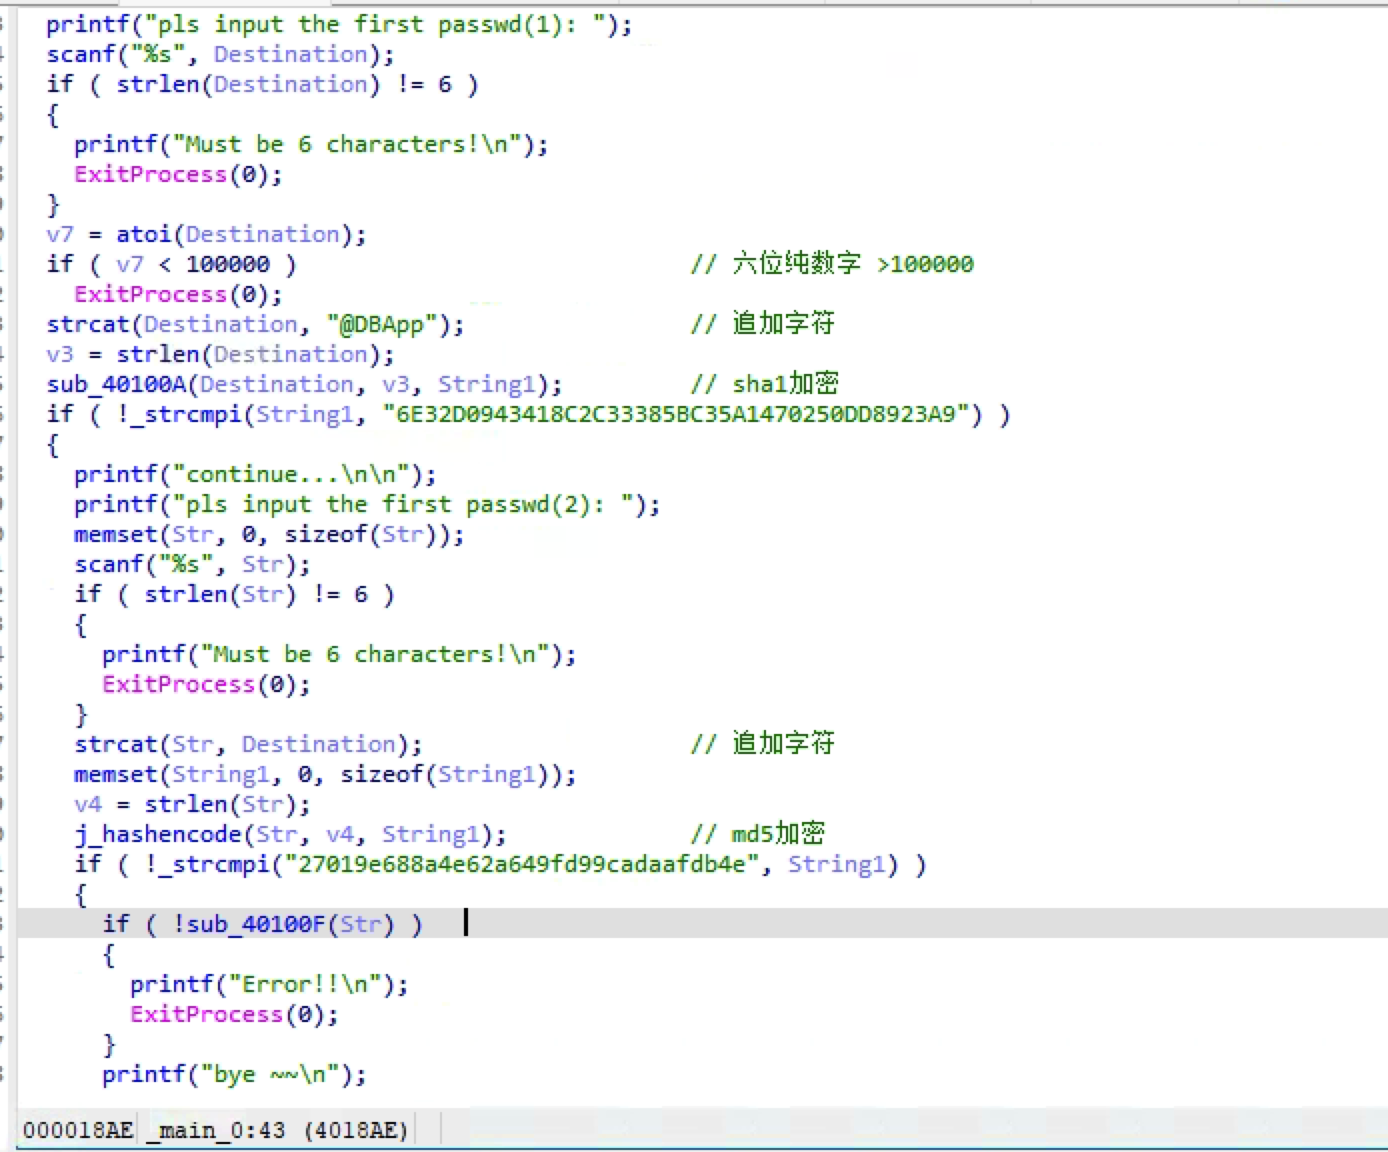 printf("pls input the first passwd(1): ");
scanf("%s", Destination);
if ( strlen(Destination) != 6 )
{
printf("Must be 6 characters!\n");
ExitProcess(0);
}
v7 = atoi(Destination);
if ( v7 < 100000 ) // 六位纯数字 >100000
ExitProcess(0);
strcat(Destination, "@DBApp"); // 追加字符
v3 = strlen(Destination);
sub_40100A(Destination, v3, String1); // sha1加密
if ( !_strcmpi(String1, "6E32D0943418C2C33385BC35A1470250DD8923A9") )
{
printf("continue...\n\n");
printf("pls input the first passwd(2): ");
memset(Str, 0, sizeof(Str));
scanf("%s", Str);
if ( strlen(Str) != 6 )
{
printf("Must be 6 characters!\n");
ExitProcess(0);
}
strcat(Str, Destination); // 追加字符
memset(String1, 0, sizeof(String1));
v4 = strlen(Str);
j_hashencode(Str, v4, String1); // md5加密
if ( !_strcmpi("27019e688a4e62a649fd99cadaafdb4e", String1) )
{
if ( !sub_40100F(Str) )
{
printf("Error!!\n");
ExitProcess(0);
}
printf("bye ~~\n");
000018AE _main_0:43 (4018AE)